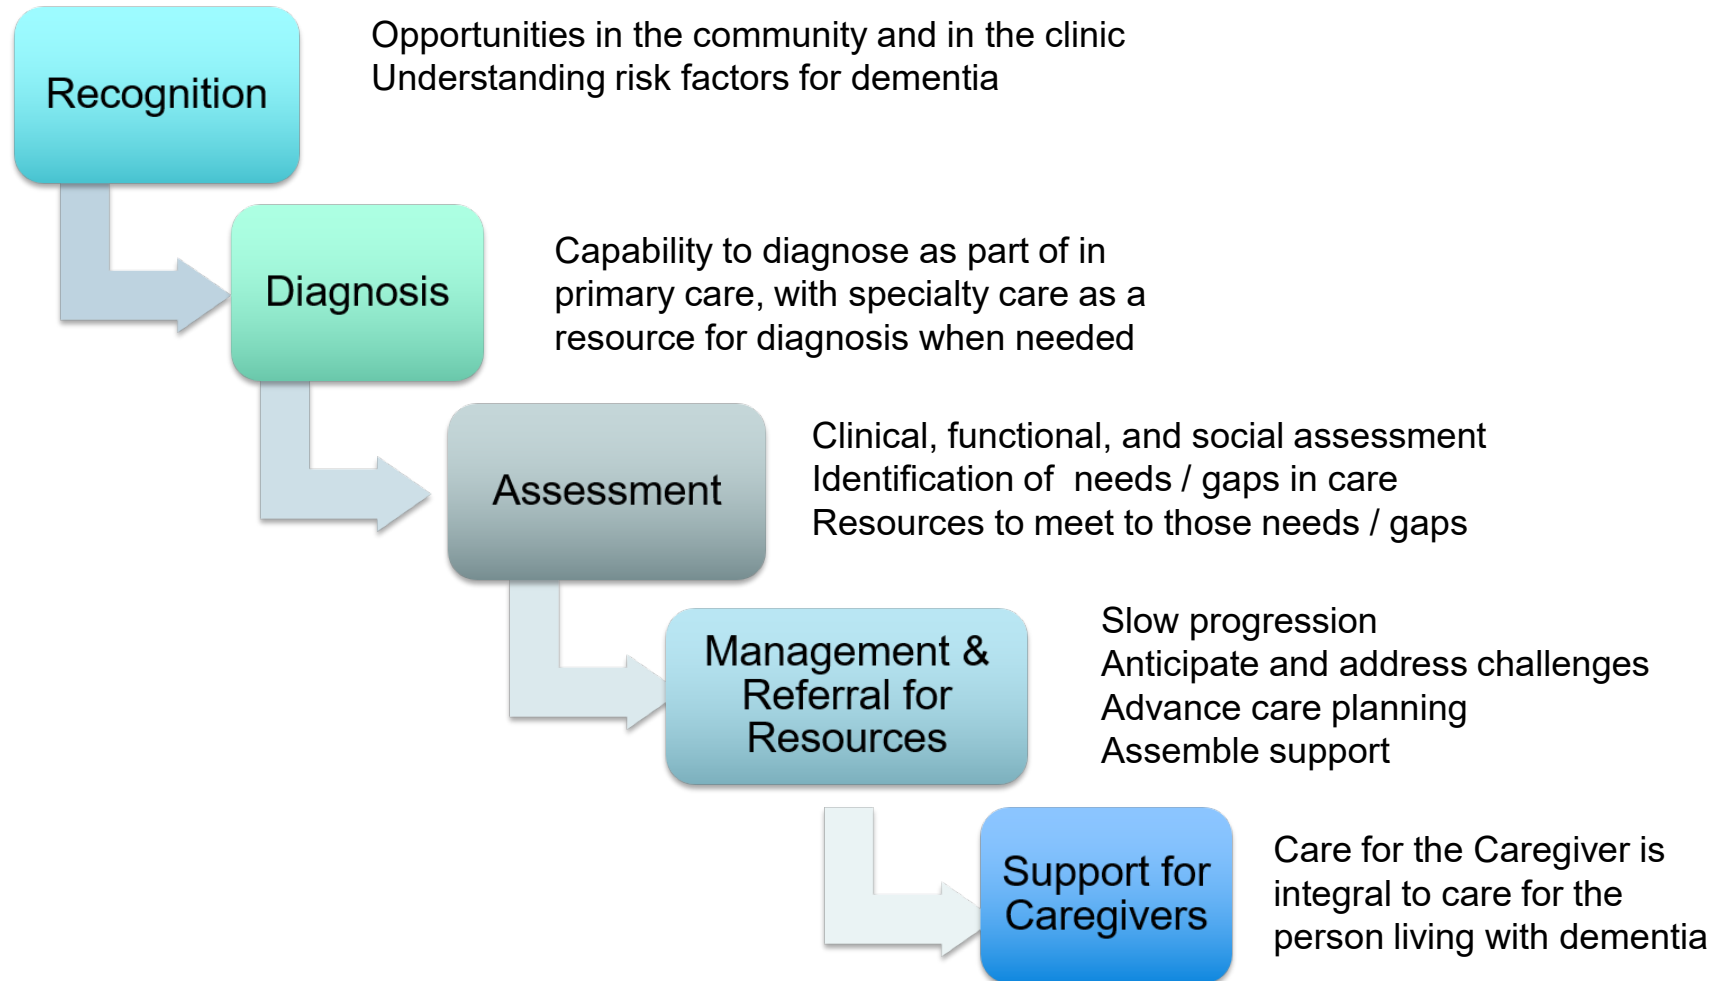 Recognition
Opportunities in the community and in the clinic
Understanding risk factors for dementia
Diagnosis
Capability to diagnose as part of in
primary care, with specialty care as a
resource for diagnosis when needed
Assessment
Clinical, functional, and social assessment
Identification of  needs / gaps in care
Resources to meet to those needs / gaps
Management &
Referral for
Resources
Slow progression
Anticipate and address challenges
Advance care planning
Assemble support
Support for
Caregivers
Care for the Caregiver is
integral to care for the
person living with dementia